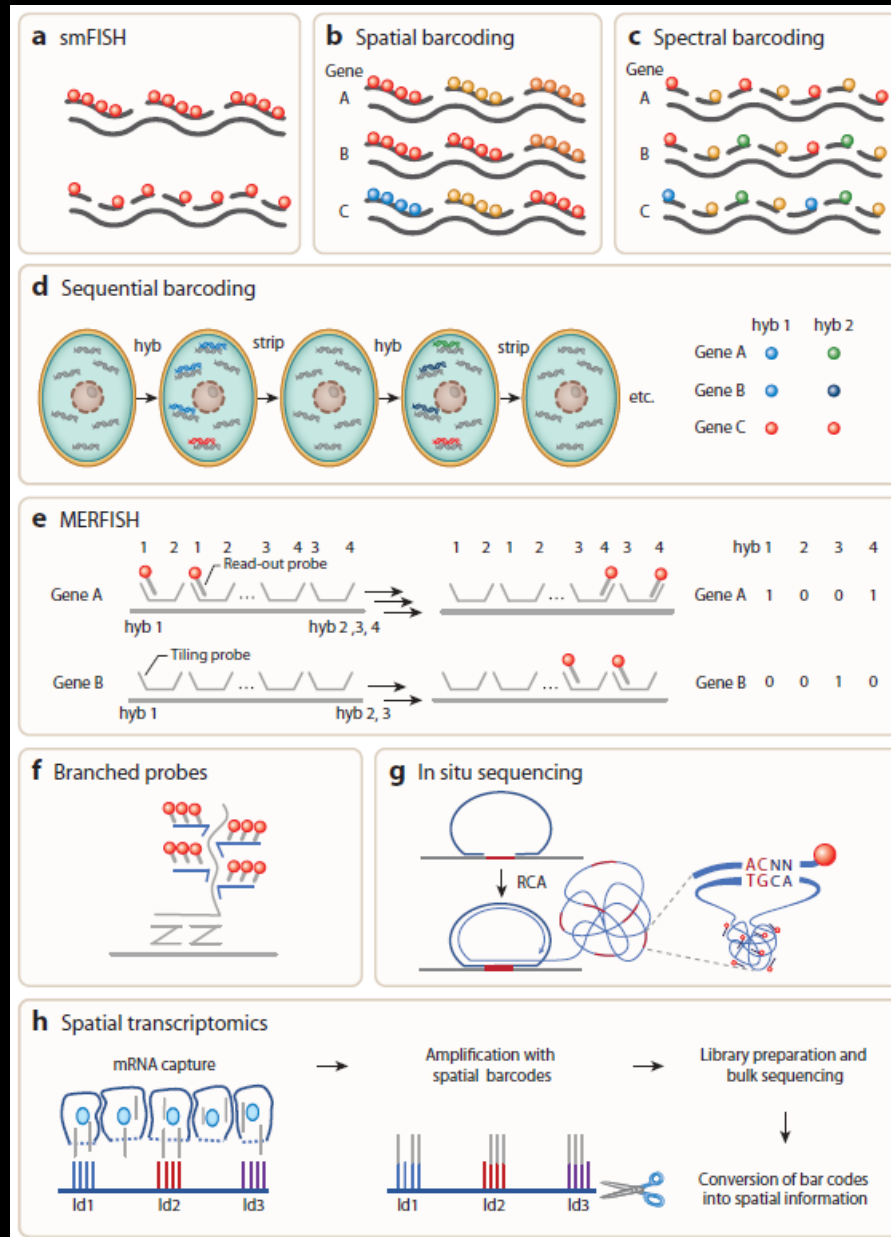 a smFISH
b Spatial barcoding
Gene
A
B
C
c Spectral barcoding
Gene
A
B
C
d Sequential barcoding
hyb
strip
hyb
strip
etc.
hyb 1 hyb 2
Gene A
Gene B
Gene C
e MERFISH
1 2 1 2 3 4 3 4
Read-out probe
Gene A
hyb 1
hyb 2 ,3, 4
1 2 1 2 3 4 3 4
hyb 1 2 3 4
Gene A 1 0 0 1
Tiling probe
Gene B
hyb 1
hyb 2, 3
Gene B 0 0 1 0
f Branched probes
g In situ sequencing
RCA
ACNN
TGCA
h Spatial transcriptomics
mRNA capture
Id1 Id2 Id3
Amplification with
spatial barcodes
Id1 Id2 Id3
Library preparation and
bulk sequencing
Conversion of bar codes
into spatial information